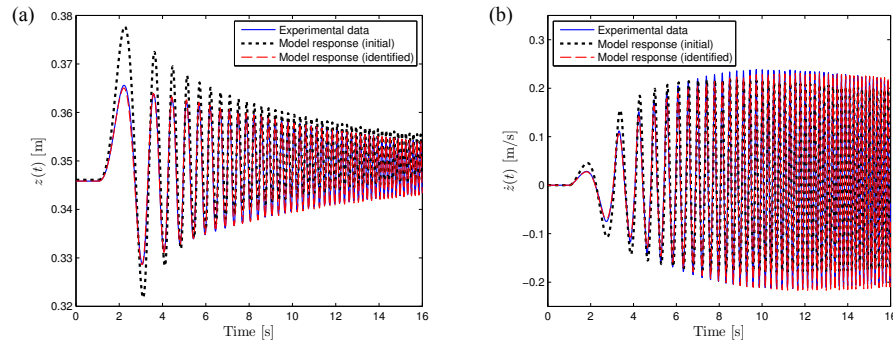 (a)
0.38
0.37
0.36
0.35
0.34
0.33
0.32
z(t) [m]
0 2 4 6 8 10 12 14 16
Time [s]
Experimental data
Model response (initial)
Model response (identified)
(b)
0.3
0.2
0.1
0
−0.1
−0.2
ż(t) [m/s]
0 2 4 6 8 10 12 14 16
Time [s]
Experimental data
Model response (initial)
Model response (identified)